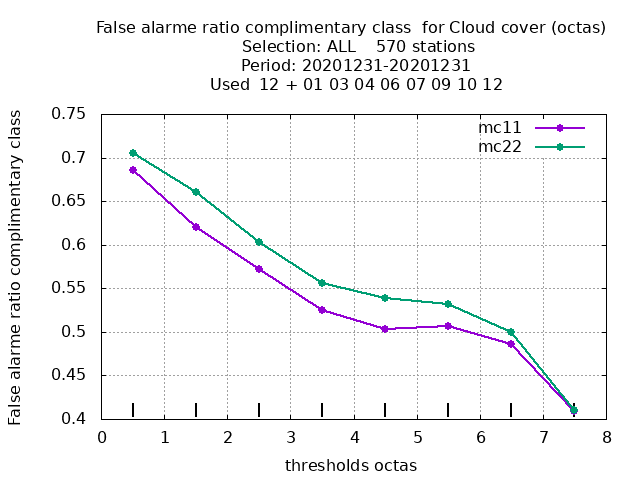 False alarme ratio complimentary class  for Cloud cover (octas)
Selection: ALL    570 stations
Period: 20201231-20201231
Used  12 + 01 03 04 06 07 09 10 12
False alarme ratio complimentary class
0.75
0.7
0.65
0.6
0.55
0.5
0.45
0.4
mc11
mc22
0 1 2 3 4 5 6 7 8
thresholds octas